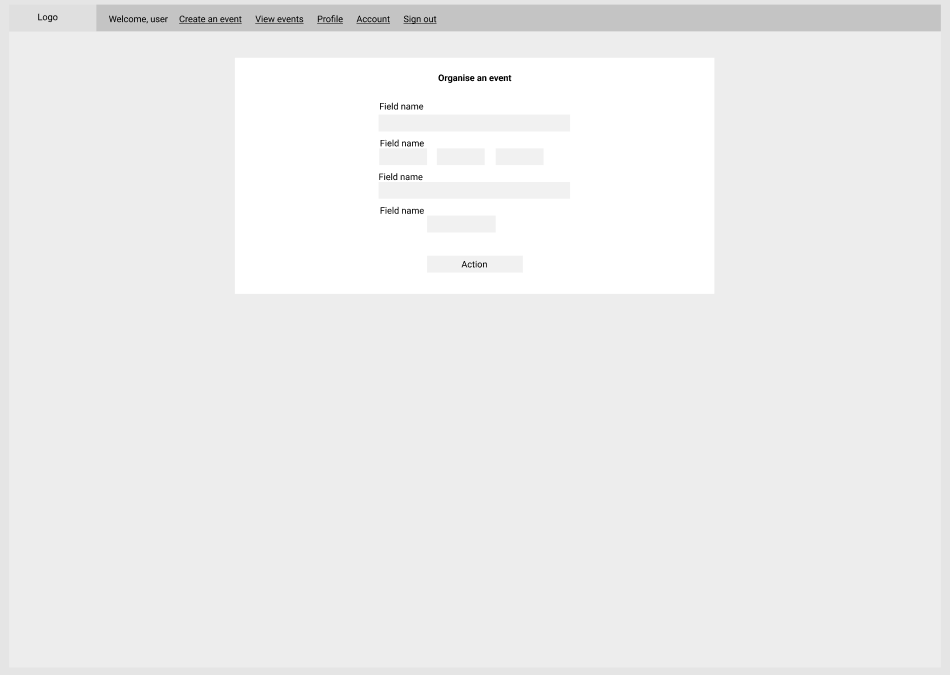 Logo
Welcome, user Create an event View events Profile Account Sign out
Organise an event
Field name
Field name
Field name
Field name
Action